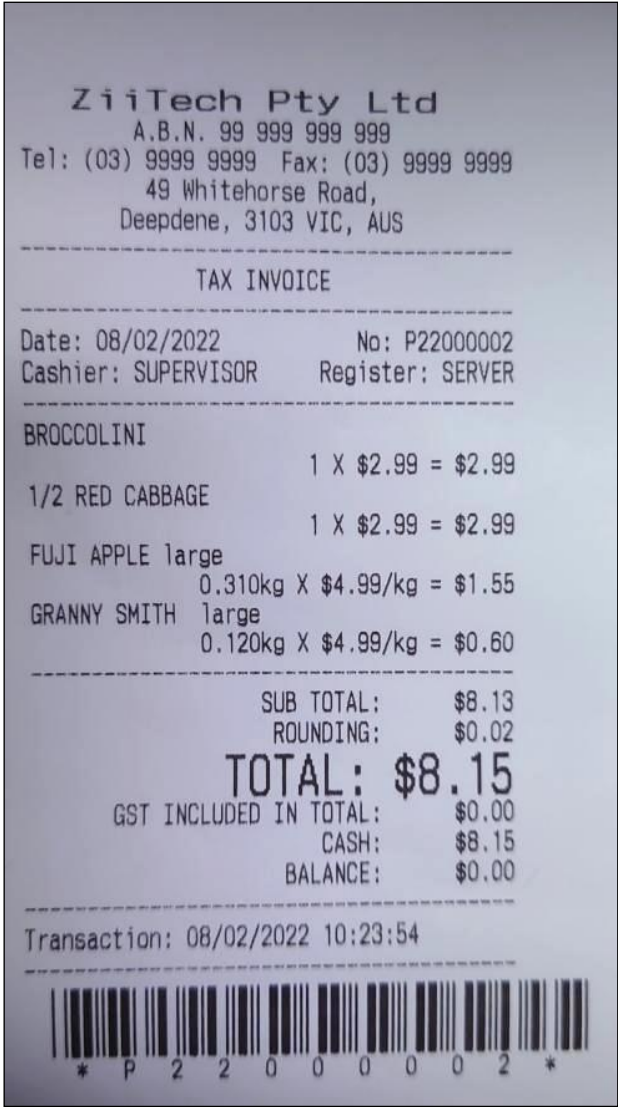 ZiiTech Pty Ltd
A.B.N. 99 999 999 999
Tel: (03) 9999 9999 Fax: (03) 9999 9999
49 Whitehorse Road,
Deepdene, 3103 VIC, AUS
TAX INVOICE
Date: 08/02/2022 No: P22000002
Cashier: SUPERVISOR Register: SERVER
BROCCOLINI
1 X $2.99 = $2.99
1/2 RED CABBAGE
1 X $2.99 = $2.99
FUJI APPLE large
0.310kg X $4.99/kg = $1.55
GRANNY SMITH large
0.120kg X $4.99/kg = $0.60
SUB TOTAL: $8.13
ROUNDING: $0.02
TOTAL: $8.15
GST INCLUDED IN TOTAL: $0.00
CASH: $8.15
BALANCE: $0.00
Transaction: 08/02/2022 10:23:54
* P 2 2 0 0 0 0 0 2 *